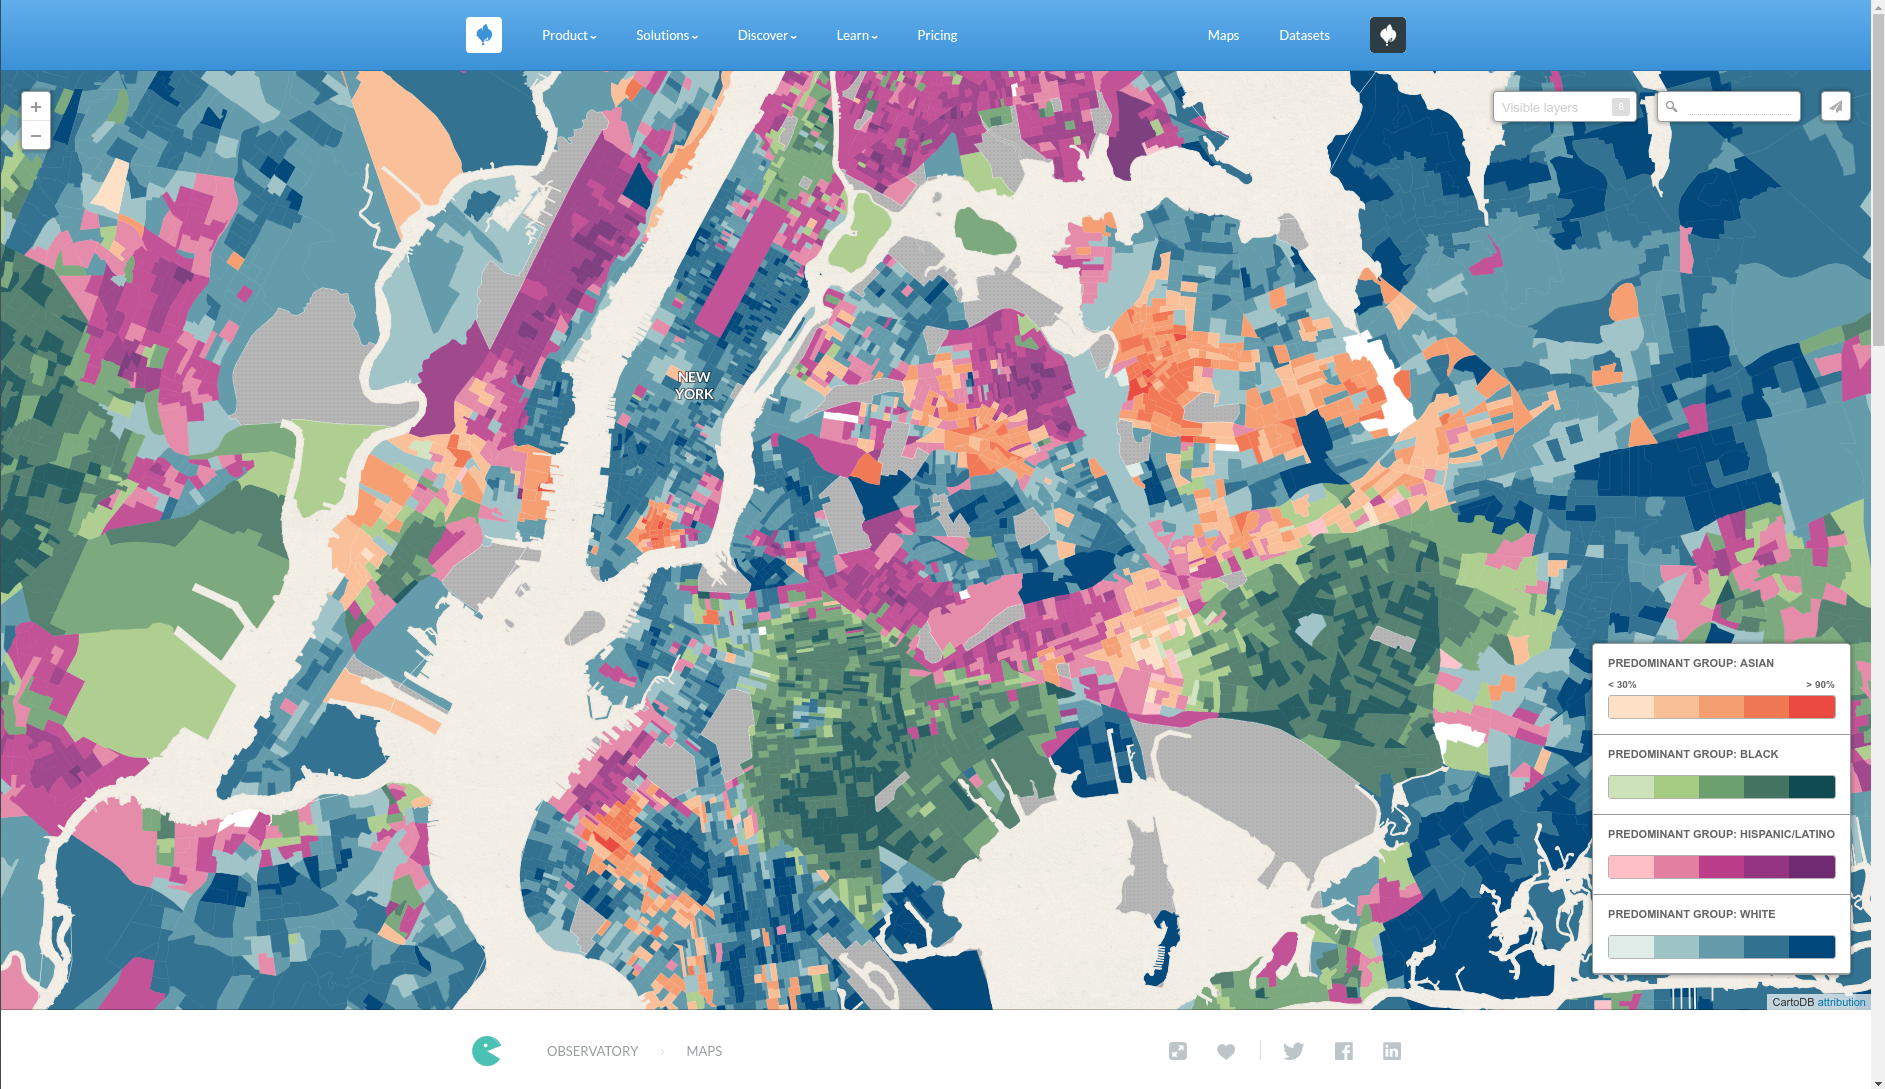 Product
Solutions
Discover
Learn
Pricing
Maps
Datasets
+
−
Visible layers 8
NEW
YORK
PREDOMINANT GROUP: ASIAN
< 30% > 90%
PREDOMINANT GROUP: BLACK
PREDOMINANT GROUP: HISPANIC/LATINO
PREDOMINANT GROUP: WHITE
CartoDB attribution
OBSERVATORY > MAPS